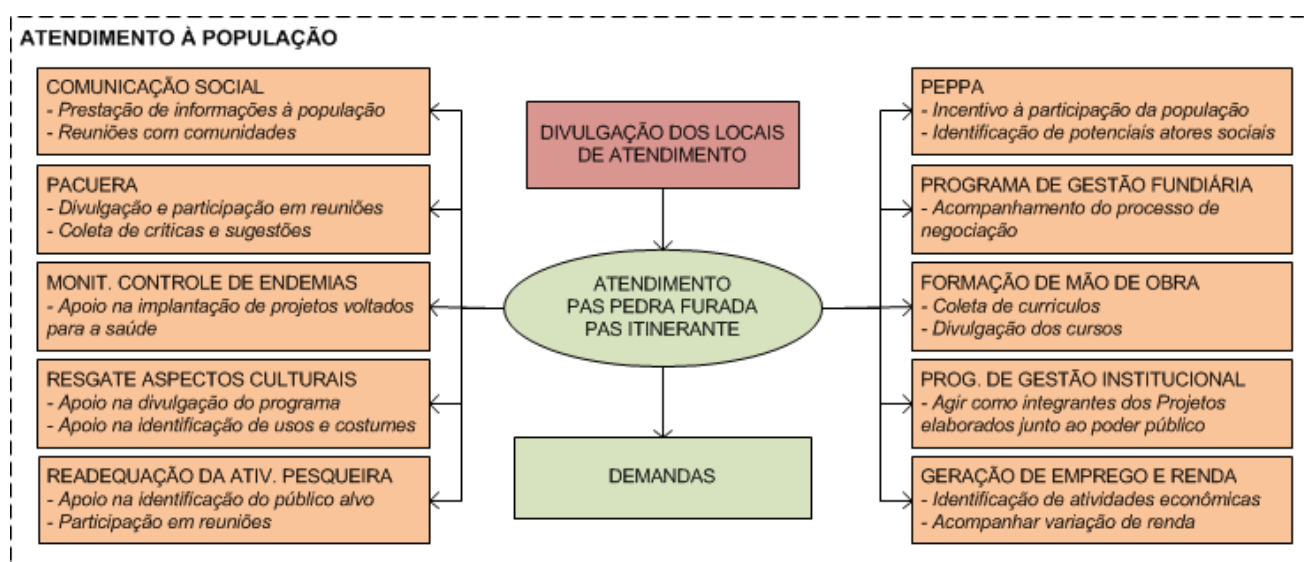 ATENDIMENTO À POPULAÇÃO
COMUNICAÇÃO SOCIAL
- Prestação de informações à população
- Reuniões com comunidades
PACUERA
- Divulgação e participação em reuniões
- Coleta de críticas e sugestões
MONIT. CONTROLE DE ENDEMIAS
- Apoio na implantação de projetos voltados
para a saúde
RESGATE ASPECTOS CULTURAIS
- Apoio na divulgação do programa
- Apoio na identificação de usos e costumes
READEQUAÇÃO DA ATIV. PESQUEIRA
- Apoio na identificação do público alvo
- Participação em reuniões
DIVULGAÇÃO DOS LOCAIS
DE ATENDIMENTO
ATENDIMENTO
PAS PEDRA FURADA
PAS ITINERANTE
DEMANDAS
PEPPA
- Incentivo à participação da população
- Identificação de potenciais atores sociais
PROGRAMA DE GESTÃO FUNDIÁRIA
- Acompanhamento do processo de
negociação
FORMAÇÃO DE MÃO DE OBRA
- Coleta de currículos
- Divulgação dos cursos
PROG. DE GESTÃO INSTITUCIONAL
- Agir como integrantes dos Projetos
elaborados junto ao poder público
GERAÇÃO DE EMPREGO E RENDA
- Identificação de atividades econômicas
- Acompanhar variação de renda